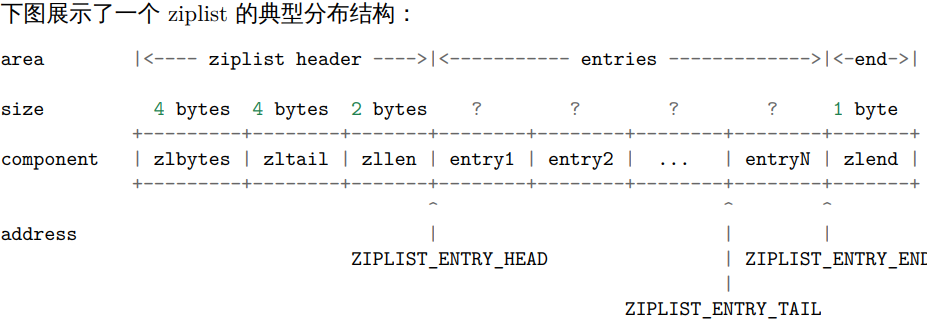 下图展示了一个 ziplist 的典型分布结构：
area        |<---- ziplist header ---->|<----------- entries ------------->|<-end->|
size          4 bytes  4 bytes  2 bytes    ?        ?        ?        ?     1 byte
            +---------+--------+-------+--------+--------+--------+--------+-------+
component   | zlbytes | zltail | zllen | entry1 | entry2 |  ...   | entryN | zlend |
            +---------+--------+-------+--------+--------+--------+--------+-------+
                                       ^                          ^        ^
address                                |                          |        |
                                ZIPLIST_ENTRY_HEAD                | ZIPLIST_ENTRY_END
                                                                  |
                                                        ZIPLIST_ENTRY_TAIL